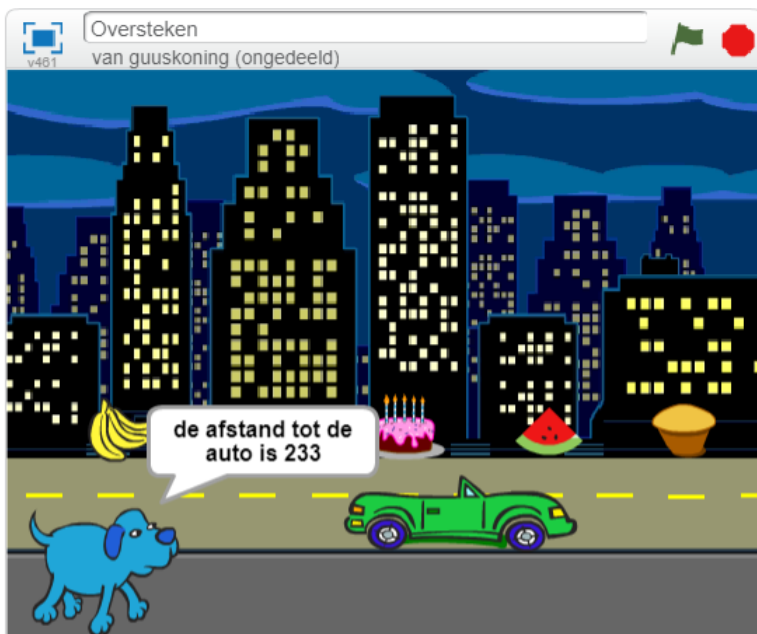 Oversteken
v461
van guuskoning (ongedeeld)
de afstand tot de
auto is 233